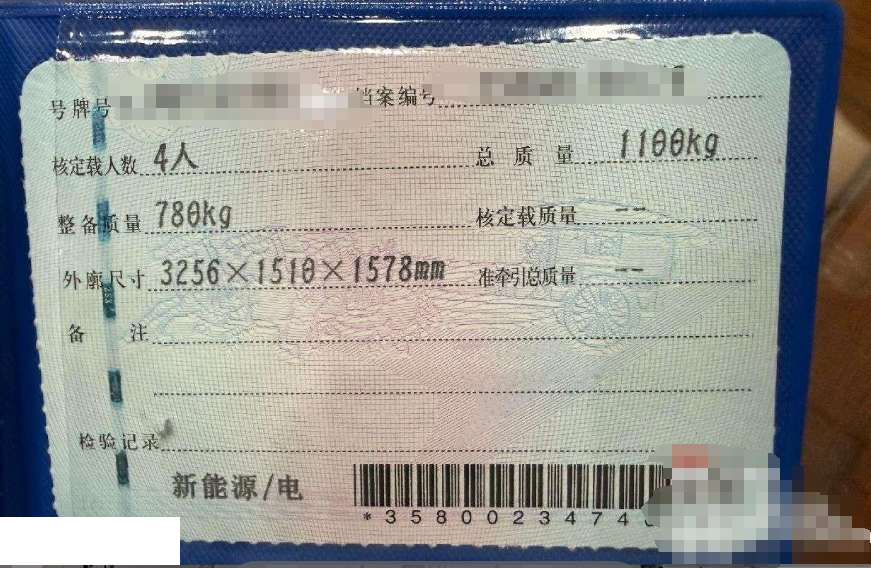 号牌号 档案编号
核定载人数 4人 总质量 1100kg
整备质量 780kg 核定载质量 --
外廓尺寸 3256×1510×1578mm 准牵引总质量 --
备注
检验记录
新能源/电
*3580023474